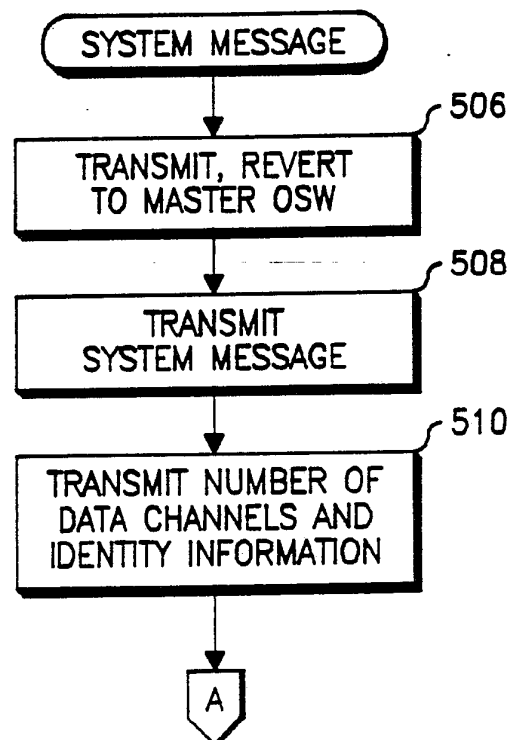 SYSTEM MESSAGE
506
TRANSMIT, REVERT
TO MASTER OSW
508
TRANSMIT
SYSTEM MESSAGE
510
TRANSMIT NUMBER OF
DATA CHANNELS AND
IDENTITY INFORMATION
A